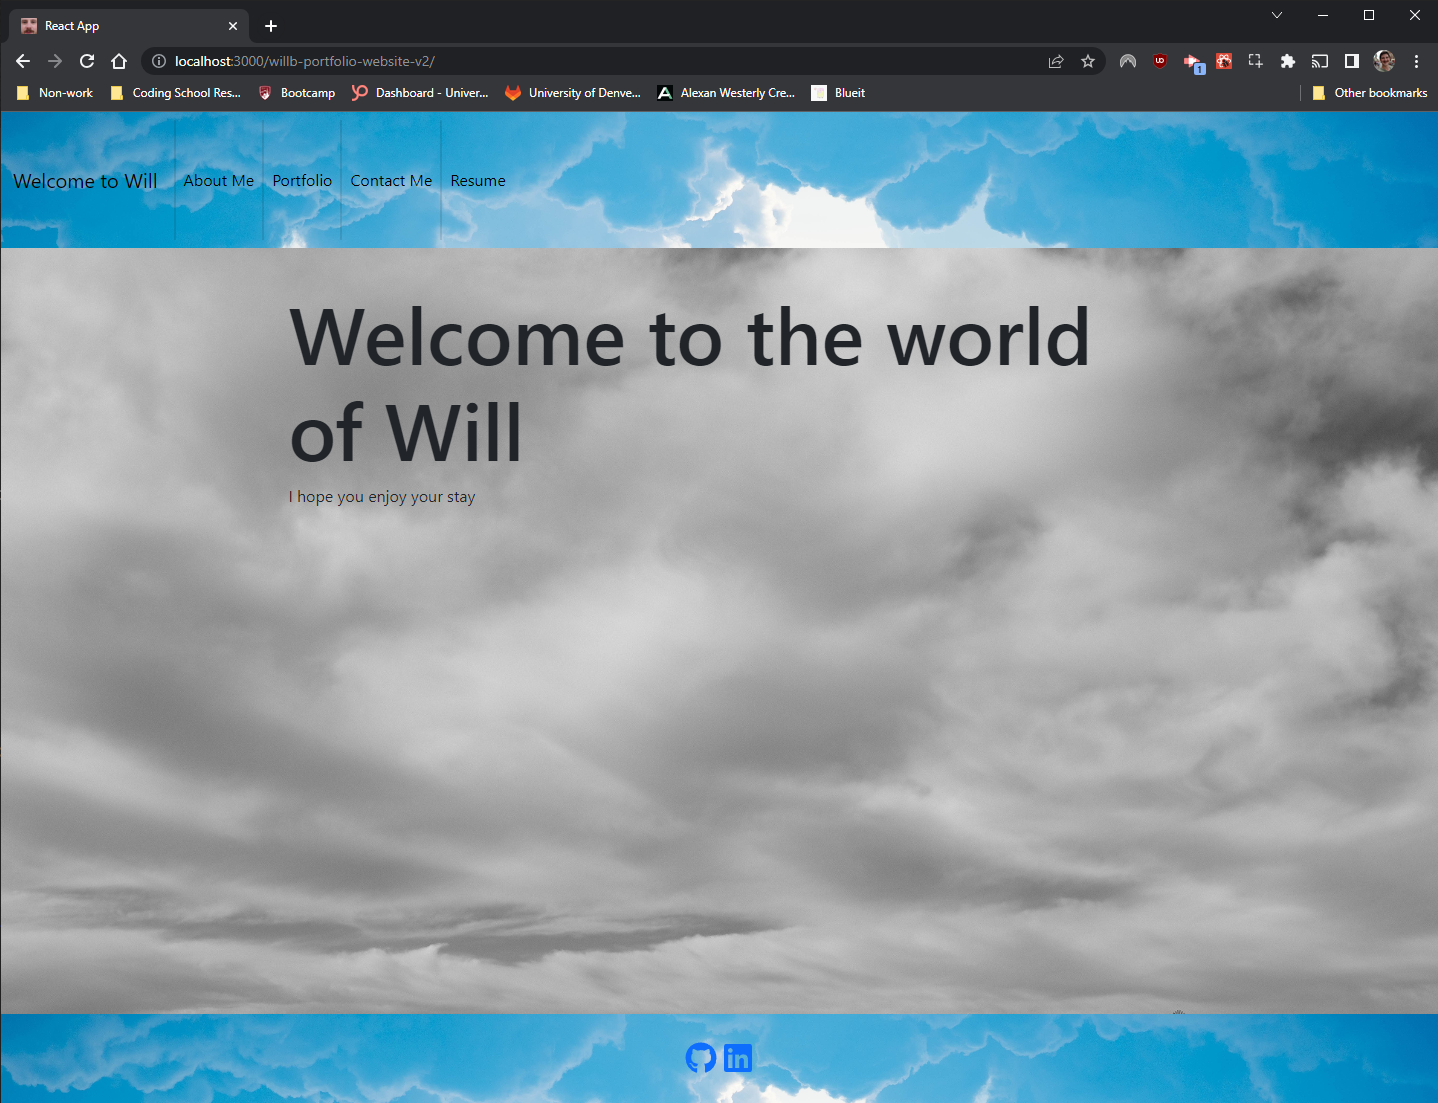 React App
localhost:3000/willb-portfolio-website-v2/
1
Non-work Coding School Res... Bootcamp Dashboard - Univer... University of Denve... Alexan Westerly Cre... Blueit Other bookmarks
Welcome to Will About Me Portfolio Contact Me Resume
Welcome to the world
of Will
I hope you enjoy your stay
in